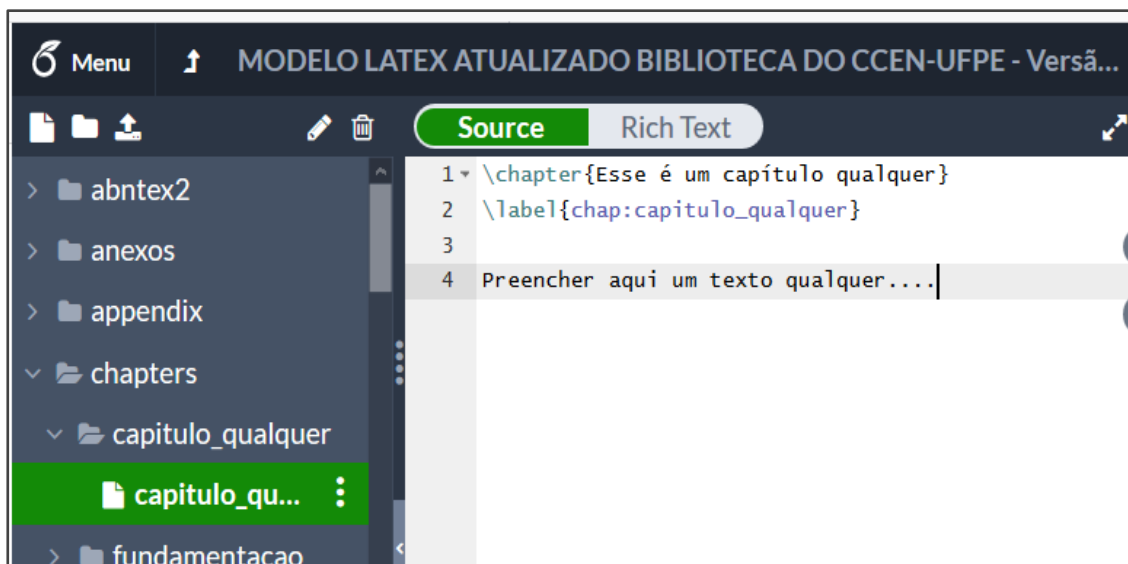 Menu
MODELO LATEX ATUALIZADO BIBLIOTECA DO CCEN-UFPE - Versã...
Source
Rich Text
abntex2
anexos
appendix
chapters
capitulo_qualquer
capitulo_qu...
fundamentacao
1 \chapter{Esse é um capítulo qualquer}
2 \label{chap:capitulo_qualquer}
3
4 Preencher aqui um texto qualquer....